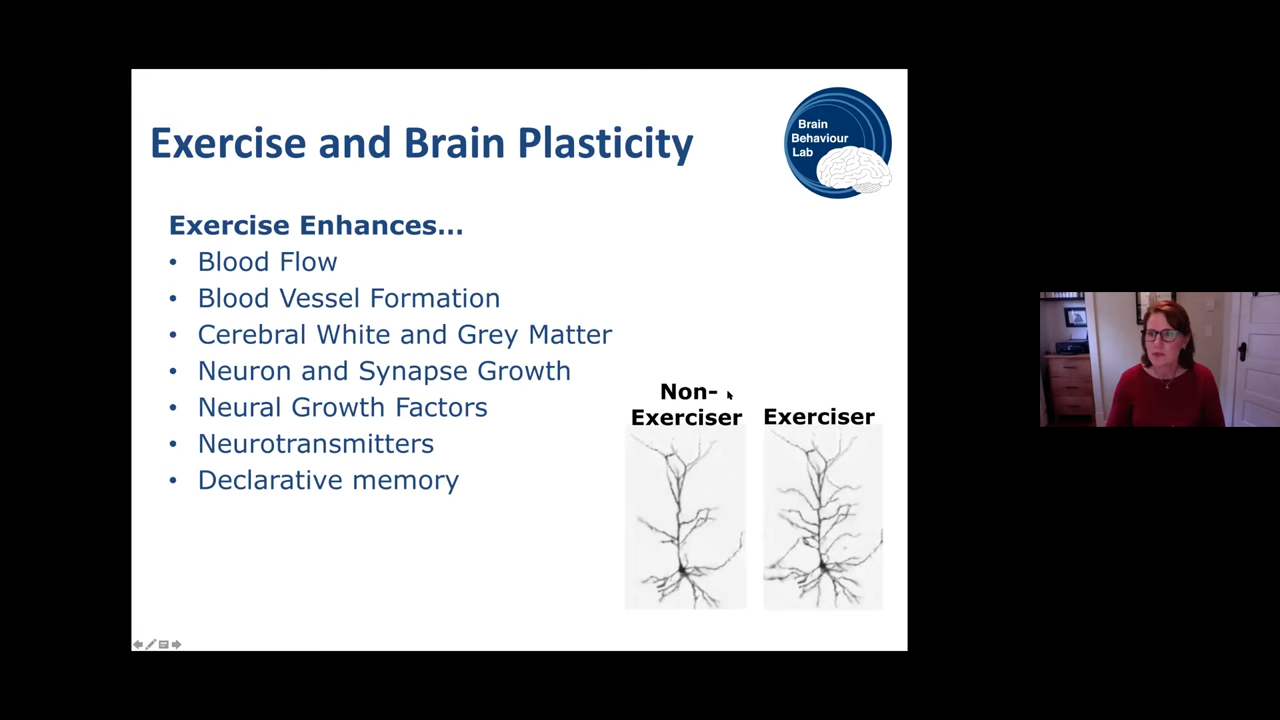 Exercise and Brain Plasticity
Brain
Behaviour
Lab
Exercise Enhances...
• Blood Flow
• Blood Vessel Formation
• Cerebral White and Grey Matter
• Neuron and Synapse Growth
• Neural Growth Factors
• Neurotransmitters
• Declarative memory
Non-
Exerciser
Exerciser